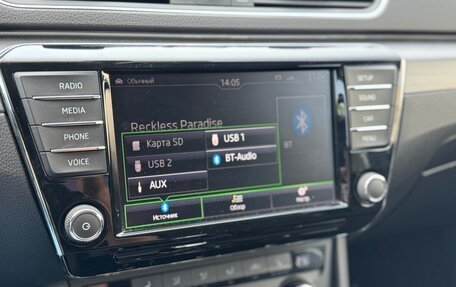 RADIO
MEDIA
PHONE
VOICE
Обычный
14:05
Reckless Paradise
Карта SD
USB 1
USB 2
BT-Audio
AUX
BT
Источник
Обзор
Настр.
SETUP
SOUND
CAR
MENU